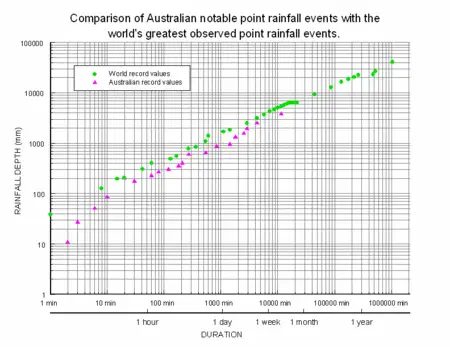 Comparison of Australian notable point rainfall events with the
world's greatest observed point rainfall events.
World record values
Australian record values
RAINFALL DEPTH (mm)
100000
10000
1000
100
10
1
1 min
10 min
100 min
1000 min
10000 min
100000 min
1000000 min
1 hour
1 day
1 week
1 month
1 year
DURATION